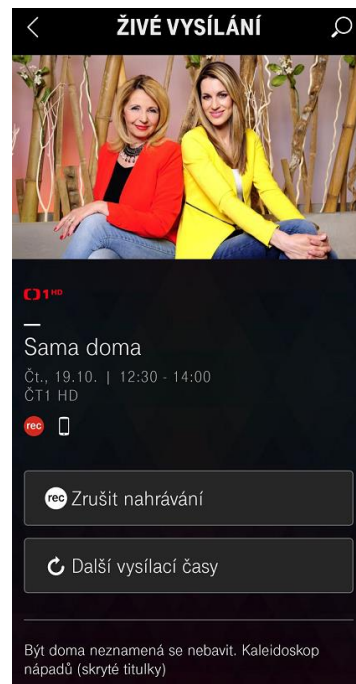 ŽIVÉ VYSÍLÁNÍ
1 HD
Sama doma
Čt., 19.10. | 12:30 - 14:00
ČT1 HD
rec
rec Zrušit nahrávání
Další vysílací časy
Být doma neznamená se nebavit. Kaleidoskop
nápadů (skryté titulky)